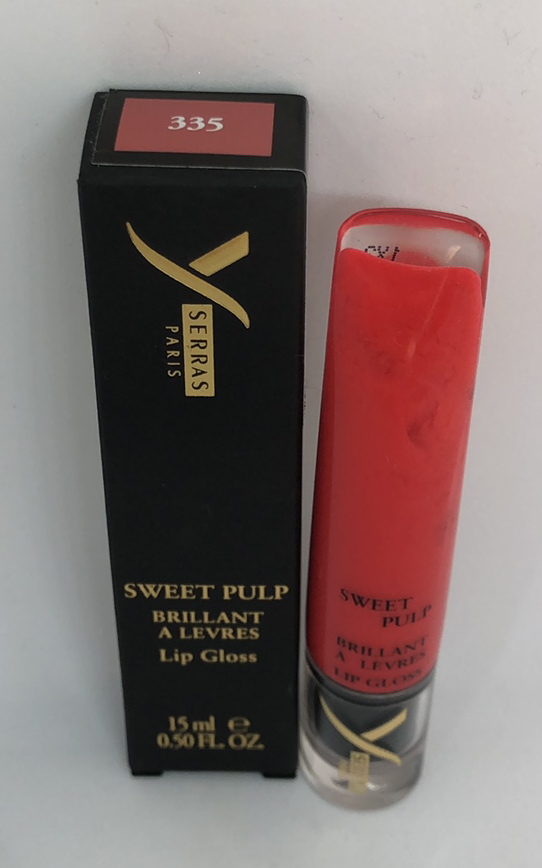 335
SERRAS
PARIS
SWEET PULP
BRILLANT
A LEVRES
Lip Gloss
15 ml e
0.50 FL. OZ.
SWEET
PULP
BRILLANT
A LÈVRES
LIP GLOSS